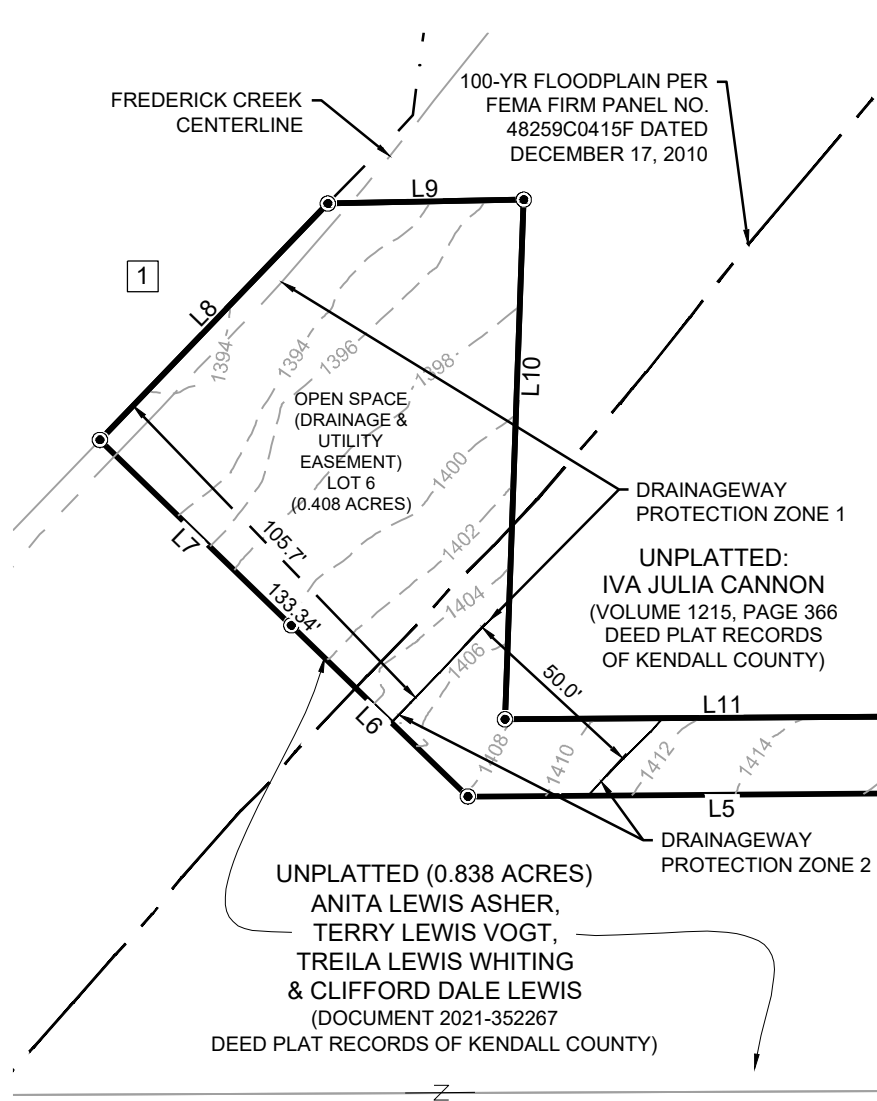 FREDERICK CREEK
CENTERLINE
100-YR FLOODPLAIN PER
FEMA FIRM PANEL NO.
48259C0415F DATED
DECEMBER 17, 2010
L9
1
L8
1394
1394
1396
1398
L10
OPEN SPACE
(DRAINAGE &
UTILITY
EASEMENT)
LOT 6
(0.408 ACRES)
1400
DRAINAGEWAY
PROTECTION ZONE 1
L7
105.7'
1402
UNPLATTED:
IVA JULIA CANNON
(VOLUME 1215, PAGE 366
DEED PLAT RECORDS
OF KENDALL COUNTY)
133.34'
1404
1406
50.0'
L6
L11
1408
1410
1412
1414
L5
DRAINAGEWAY
PROTECTION ZONE 2
UNPLATTED (0.838 ACRES)
ANITA LEWIS ASHER,
TERRY LEWIS VOGT,
TREILA LEWIS WHITING
& CLIFFORD DALE LEWIS
(DOCUMENT 2021-352267
DEED PLAT RECORDS OF KENDALL COUNTY)